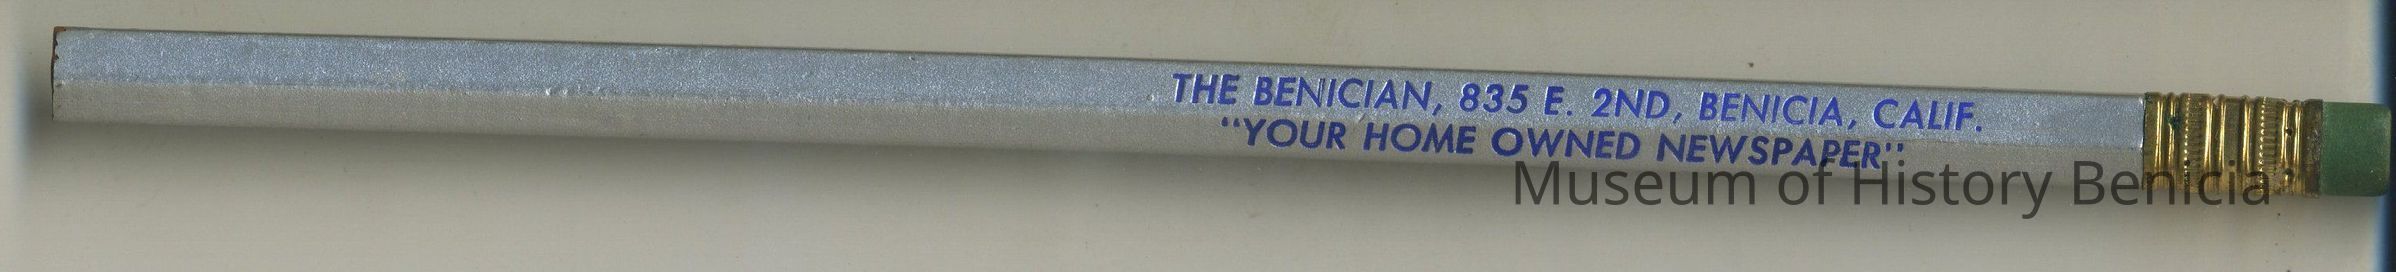 THE BENICIAN, 835 E. 2ND, BENICIA, CALIF.
"YOUR HOME OWNED NEWSPAPER"
Museum of History Benicia